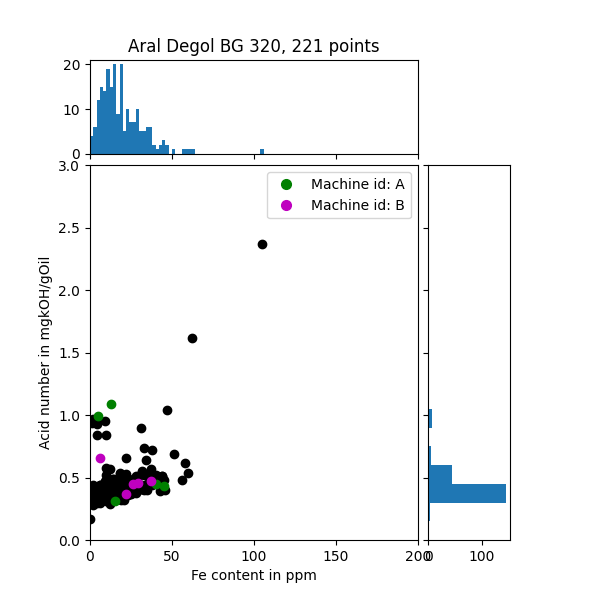 Aral Degol BG 320, 221 points
20
10
0
3.0
2.5
2.0
1.5
1.0
0.5
0.0
Machine id: A
Machine id: B
Acid number in mgkOH/gOil
0 50 100 150 200
0 100
Fe content in ppm